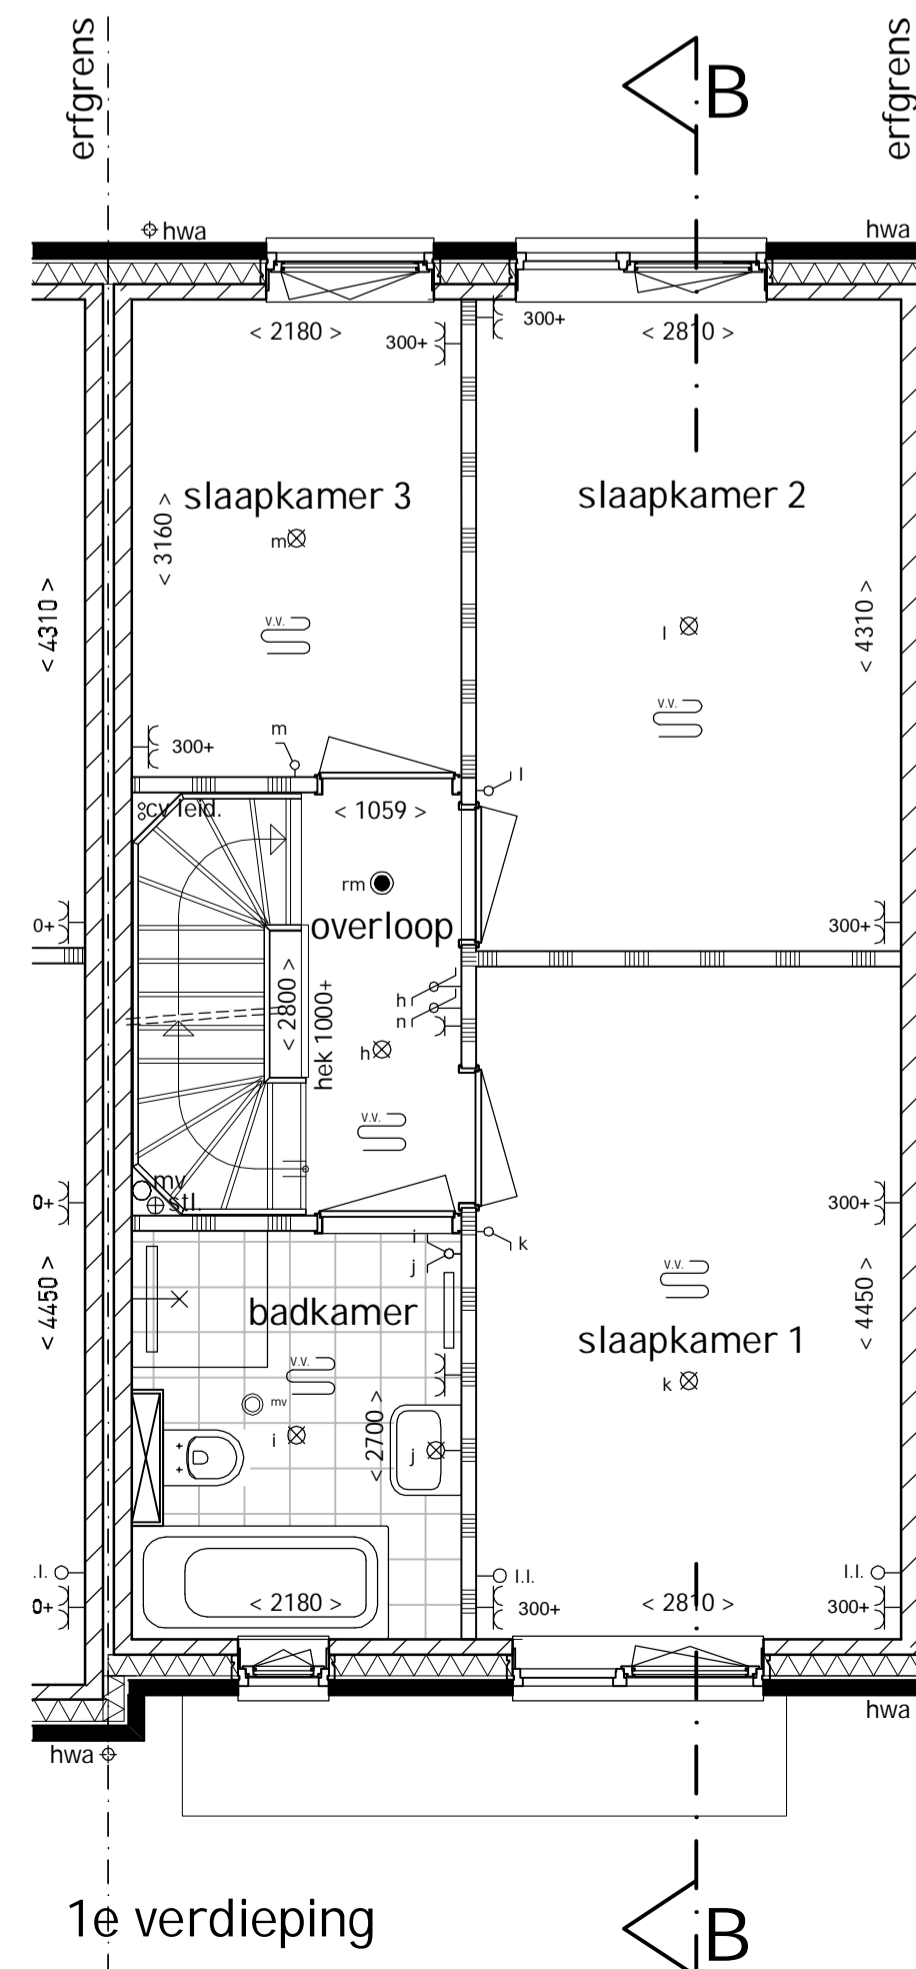 erfgrens
erfgrens
B
hwa
hwa
< 2180 >
300+
300+
< 2810 >
slaapkamer 3
slaapkamer 2
< 3160 >
m
l
< 4310 >
< 4310 >
v.v.
v.v.
m
300+
l
cv leid.
< 1059 >
rm
overloop
0+
300+
h
n
< 2800 >
hek 1000+
h
v.v.
mv
stl.
0+
300+
i
j
k
v.v.
badkamer
slaapkamer 1
< 4450 >
< 4450 >
v.v.
k
mv
i
< 2700 >
j
.l.
l.l.
l.l.
0+
< 2180 >
300+
< 2810 >
300+
hwa
hwa
1e verdieping
B